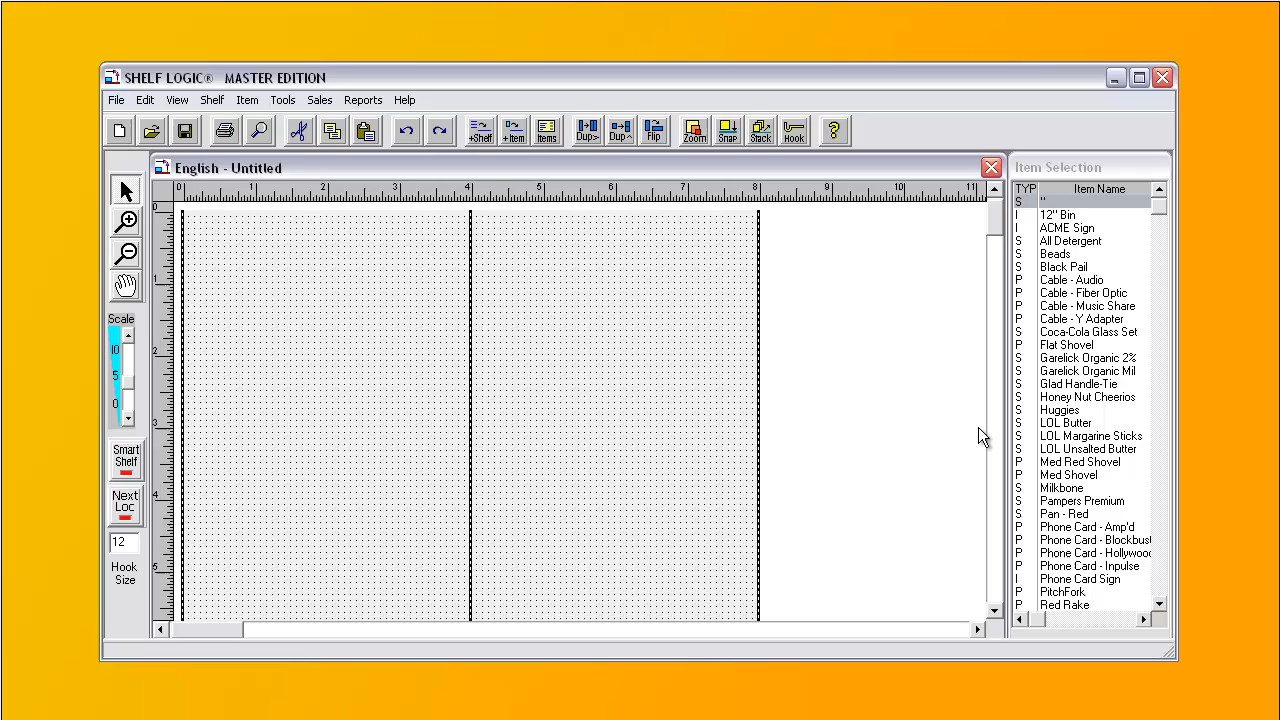 SHELF LOGIC® MASTER EDITION
File Edit View Shelf Item Tools Sales Reports Help
+Shelf +Item Items Dup> Dup^ Flip Zoom Snap Stack Hook ?
English - Untitled
0 1 2 3 4 5 6 7 8 9 10 11
0
1
2
3
4
5
Scale
10
5
0
Smart
Shelf
Next
Loc
12
Hook
Size
Item Selection
TYP Item Name
S "
I 12" Bin
I ACME Sign
S All Detergent
S Beads
S Black Pail
P Cable - Audio
P Cable - Fiber Optic
P Cable - Music Share
P Cable - Y Adapter
S Coca-Cola Glass Set
P Flat Shovel
S Garelick Organic 2%
S Garelick Organic Mil
S Glad Handle-Tie
S Honey Nut Cheerios
S Huggies
S LOL Butter
S LOL Margarine Sticks
S LOL Unsalted Butter
P Med Red Shovel
P Med Shovel
S Milkbone
S Pampers Premium
S Pan - Red
P Phone Card - Amp'd
P Phone Card - Blockbust
P Phone Card - Hollywood
P Phone Card - Inpulse
I Phone Card Sign
P PitchFork
P Red Rake